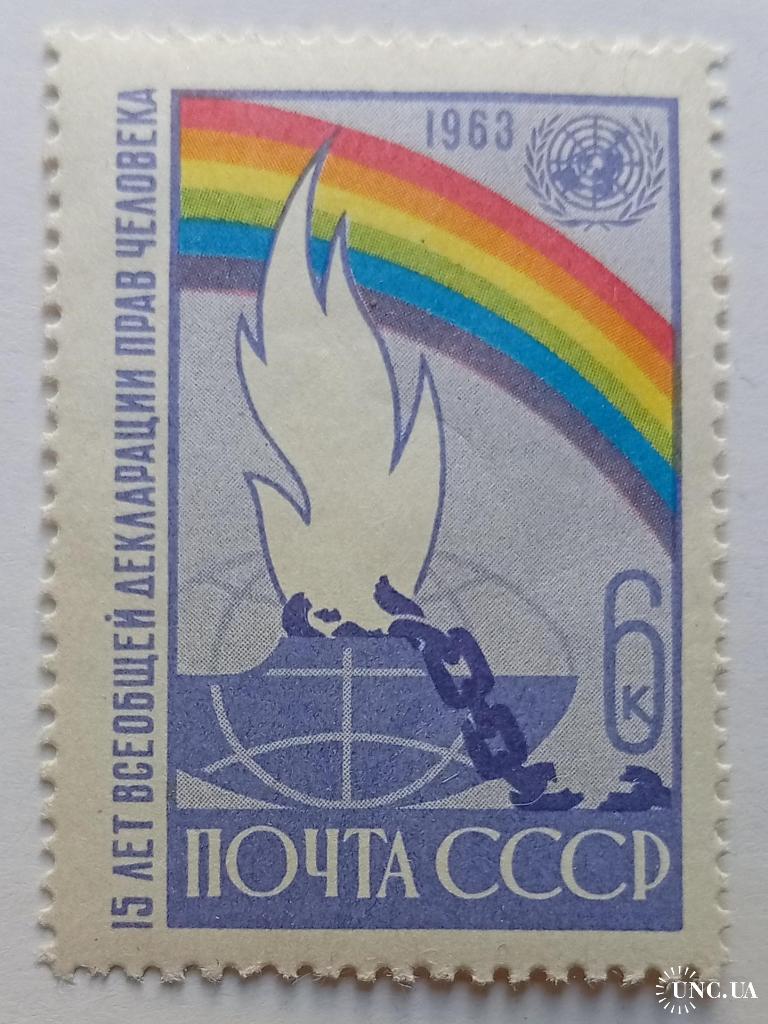 15 ЛЕТ ВСЕОБЩЕЙ ДЕКЛАРАЦИИ ПРАВ ЧЕЛОВЕКА
1963
6
К
ПОЧТА СССР
UNC.UA